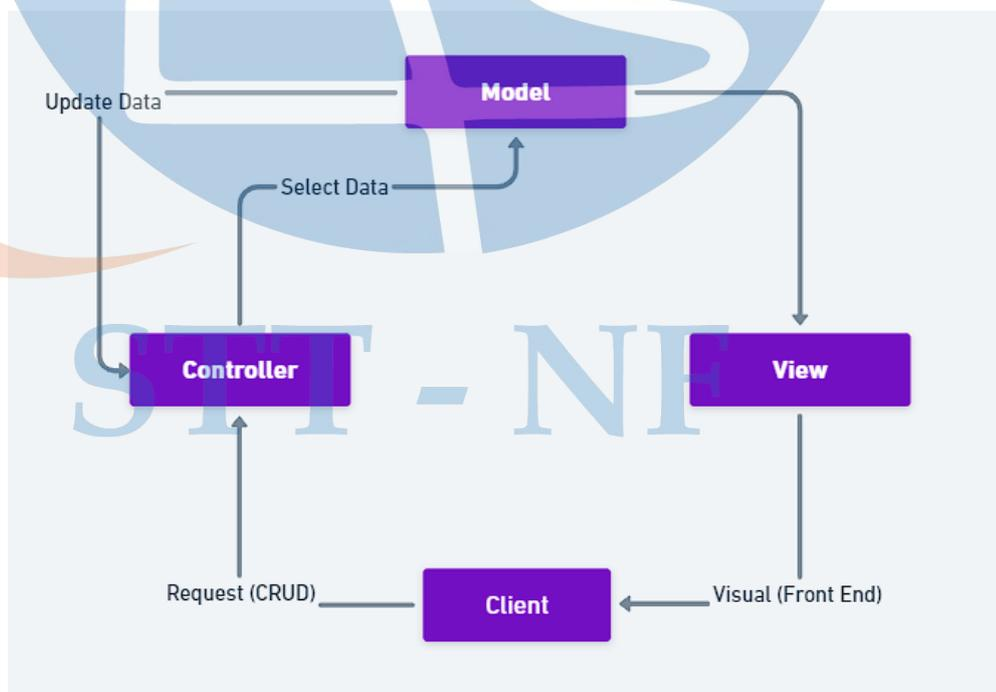 Model
Update Data
Select Data
STT - NF
Controller
View
Request (CRUD)
Client
Visual (Front End)